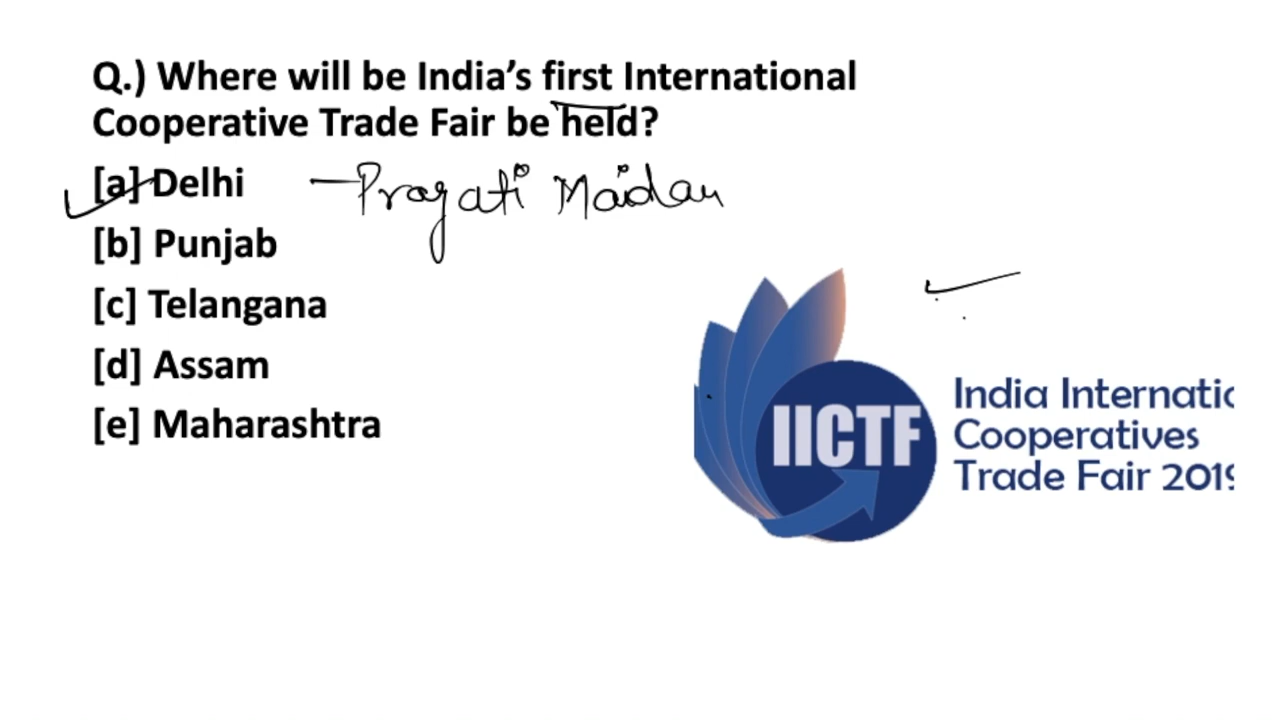 Q.) Where will be India's first International
Cooperative Trade Fair be held?
[a] Delhi — Pragati Maidan
[b] Punjab
[c] Telangana
[d] Assam
[e] Maharashtra
IICTF
India Internatic
Cooperatives
Trade Fair 2019